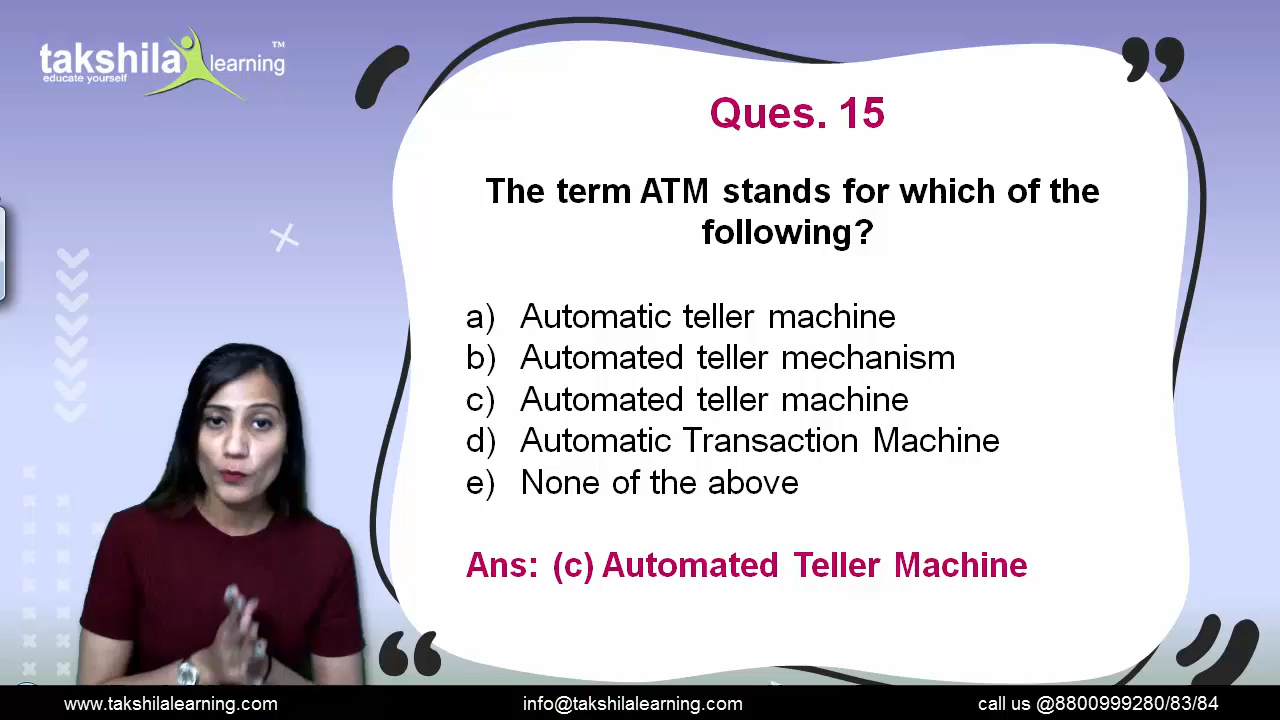 takshila learning™
educate yourself
Ques. 15
The term ATM stands for which of the
following?
a) Automatic teller machine
b) Automated teller mechanism
c) Automated teller machine
d) Automatic Transaction Machine
e) None of the above
Ans: (c) Automated Teller Machine
www.takshilalearning.com
info@takshilalearning.com
call us @8800999280/83/84